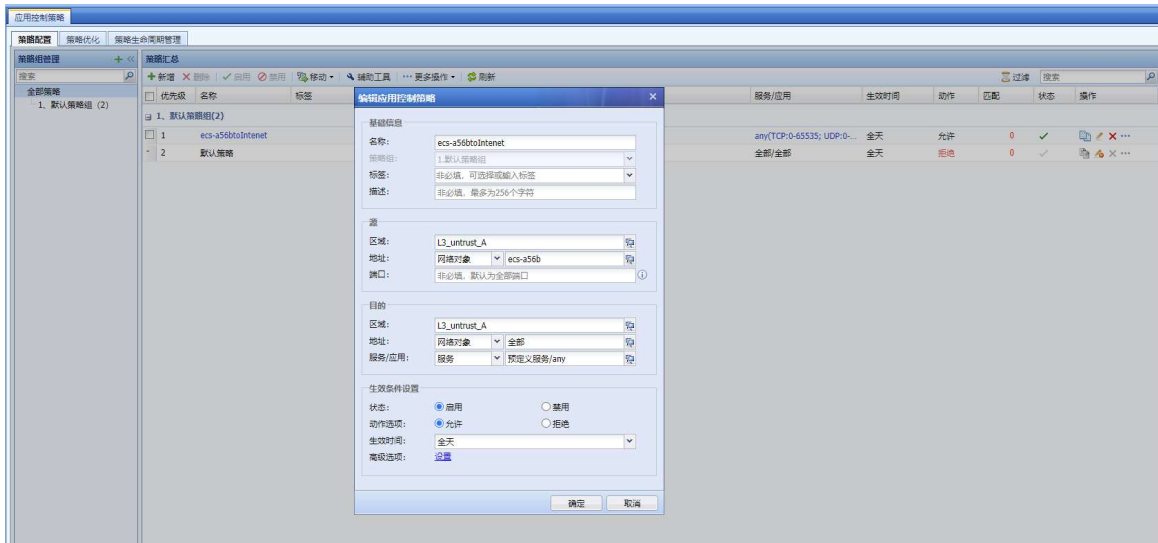 应用控制策略
策略配置 策略优化 策略生命周期管理
策略组管理
策略汇总
搜索
新增 删除 启用 禁用 移动 辅助工具 更多操作 刷新 过滤 搜索
全部策略
1、默认策略组 (2)
优先级 名称 标签 服务/应用 生效时间 动作 匹配 状态 操作
1、默认策略组(2)
1 ecs-a56btoIntenet any(TCP:0-65535; UDP:0-... 全天 允许 0
2 默认策略 全部/全部 全天 拒绝 0
编辑应用控制策略
基础信息
名称: ecs-a56btoIntenet
策略组: 1.默认策略组
标签: 非必填，可选择或输入标签
描述: 非必填，最多为256个字符
源
区域: L3_untrust_A
地址: 网络对象 ecs-a56b
端口: 非必填，默认为全部端口
目的
区域: L3_untrust_A
地址: 网络对象 全部
服务/应用: 服务 预定义服务/any
生效条件设置
状态: 启用 禁用
动作选项: 允许 拒绝
生效时间: 全天
高级选项: 设置
确定 取消